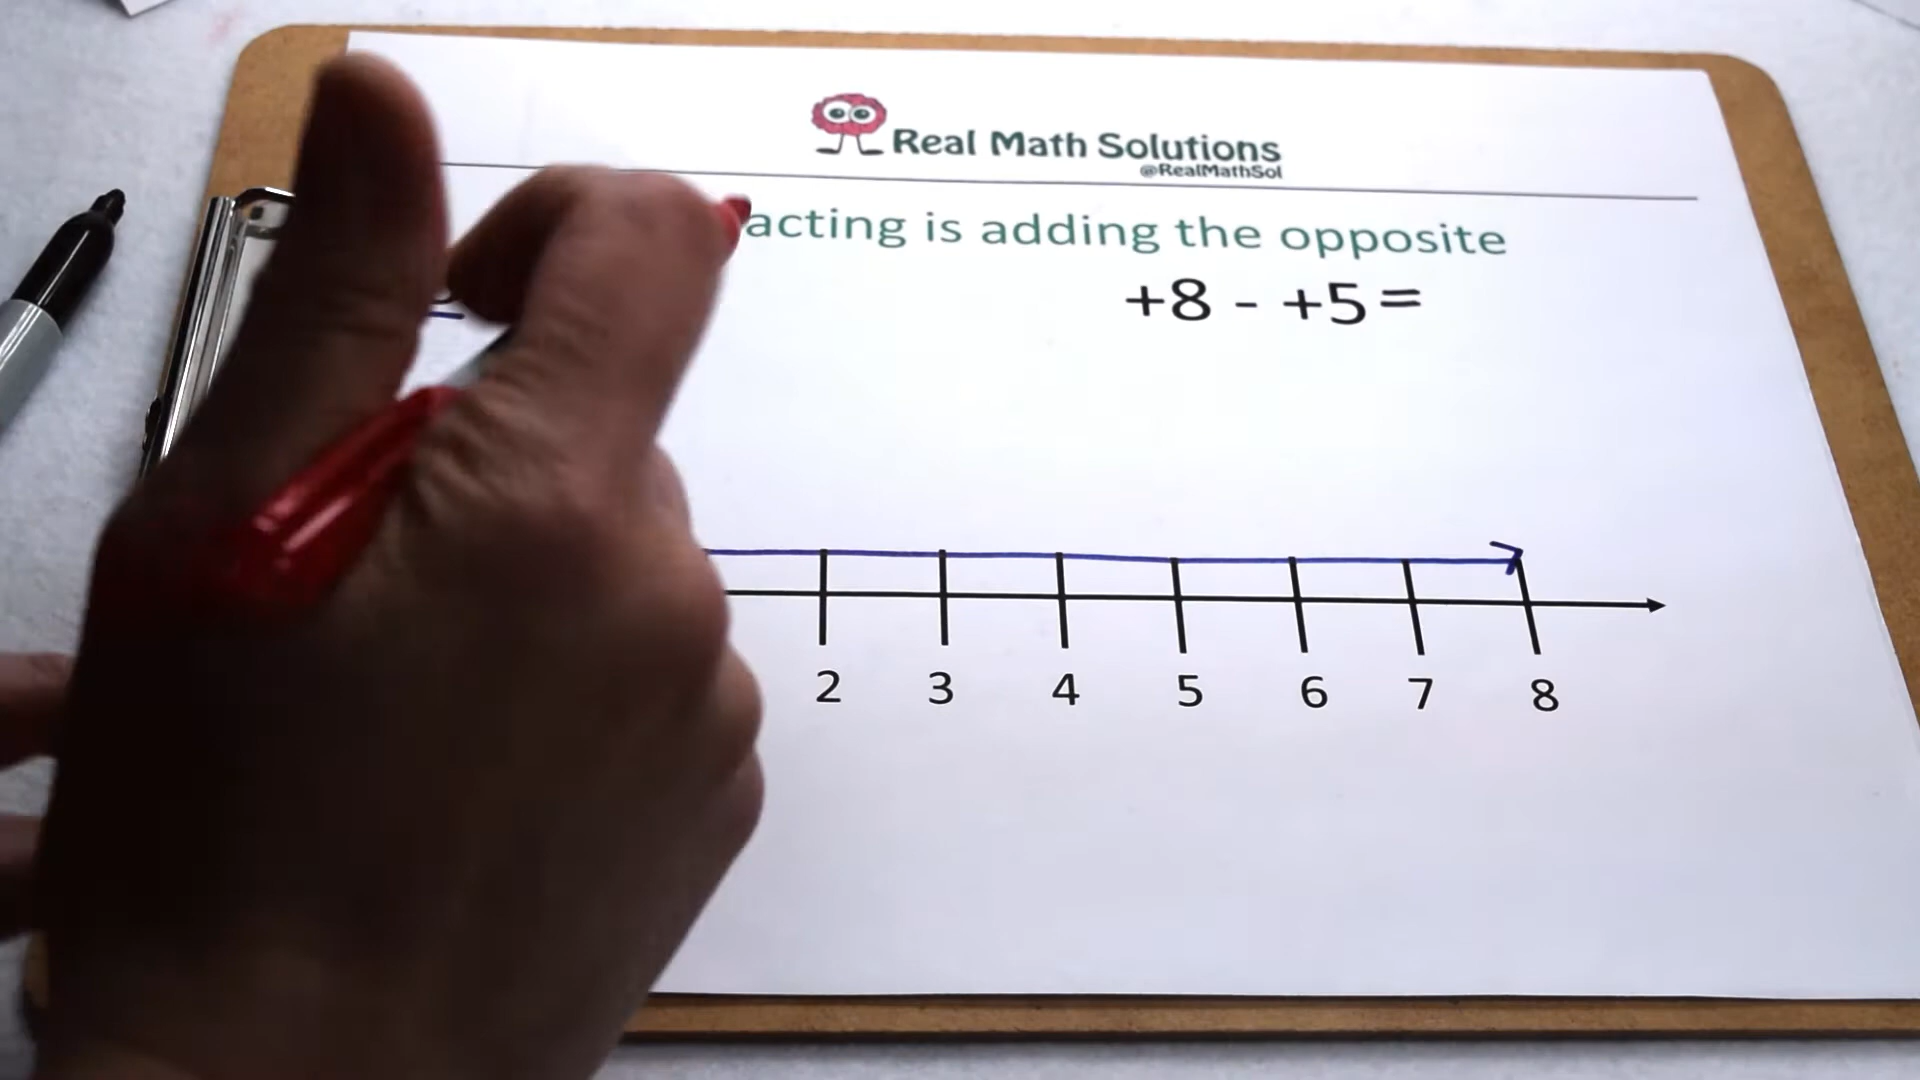 Real Math Solutions
@RealMathSol
acting is adding the opposite
+8 - +5 =
2 3 4 5 6 7 8